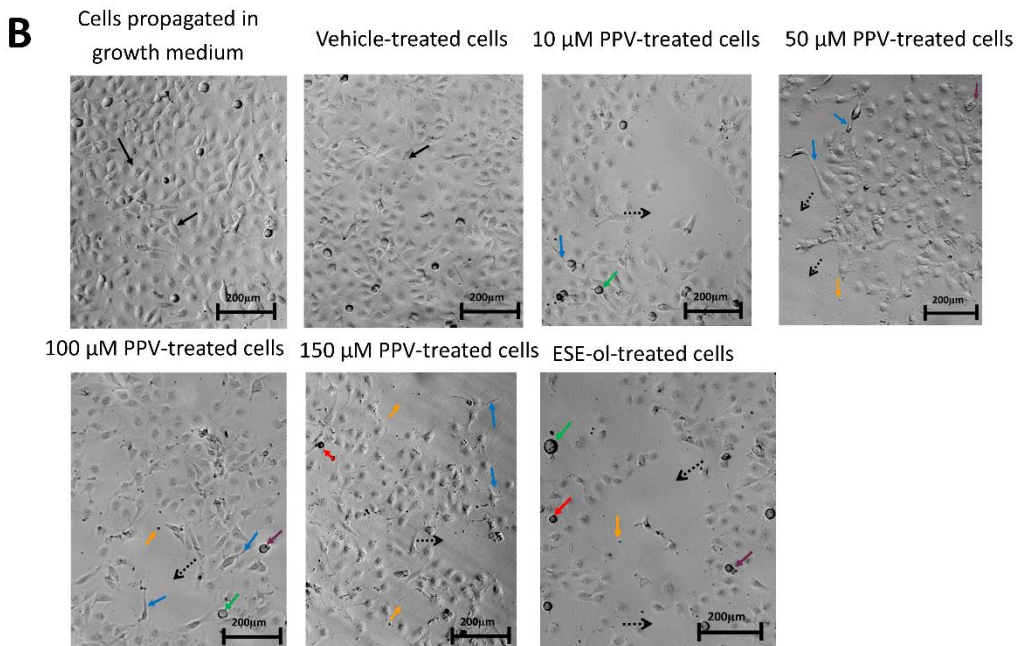 B
Cells propagated in
growth medium
Vehicle-treated cells
10 µM PPV-treated cells
50 µM PPV-treated cells
200µm
200µm
200µm
200µm
100 µM PPV-treated cells
150 µM PPV-treated cells
ESE-ol-treated cells
200µm
200µm
200µm